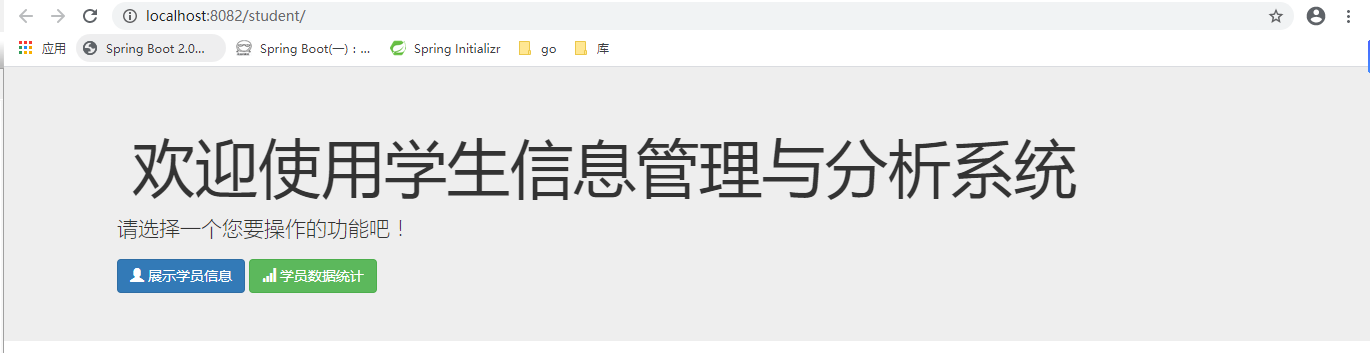 localhost:8082/student/
应用 Spring Boot 2.0... Spring Boot(一)：... Spring Initializr go 库
欢迎使用学生信息管理与分析系统
请选择一个您要操作的功能吧！
展示学员信息 学员数据统计